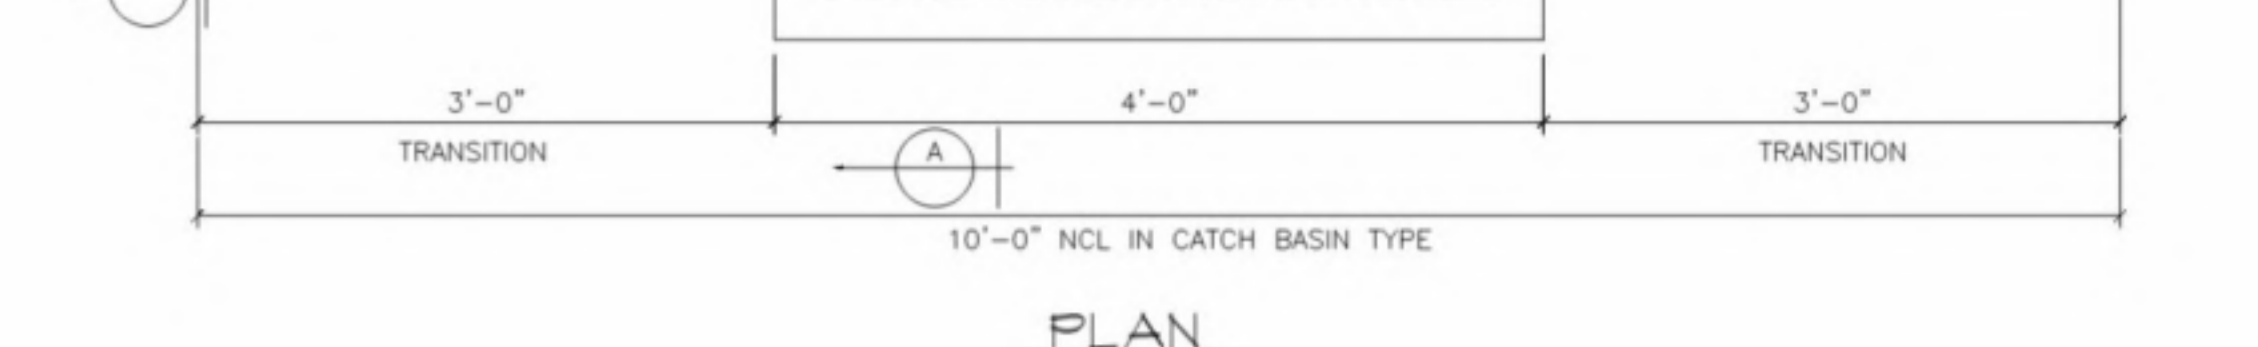 3'-0" 4'-0" 3'-0"
TRANSITION A TRANSITION
10'-0" NCL IN CATCH BASIN TYPE
PLAN